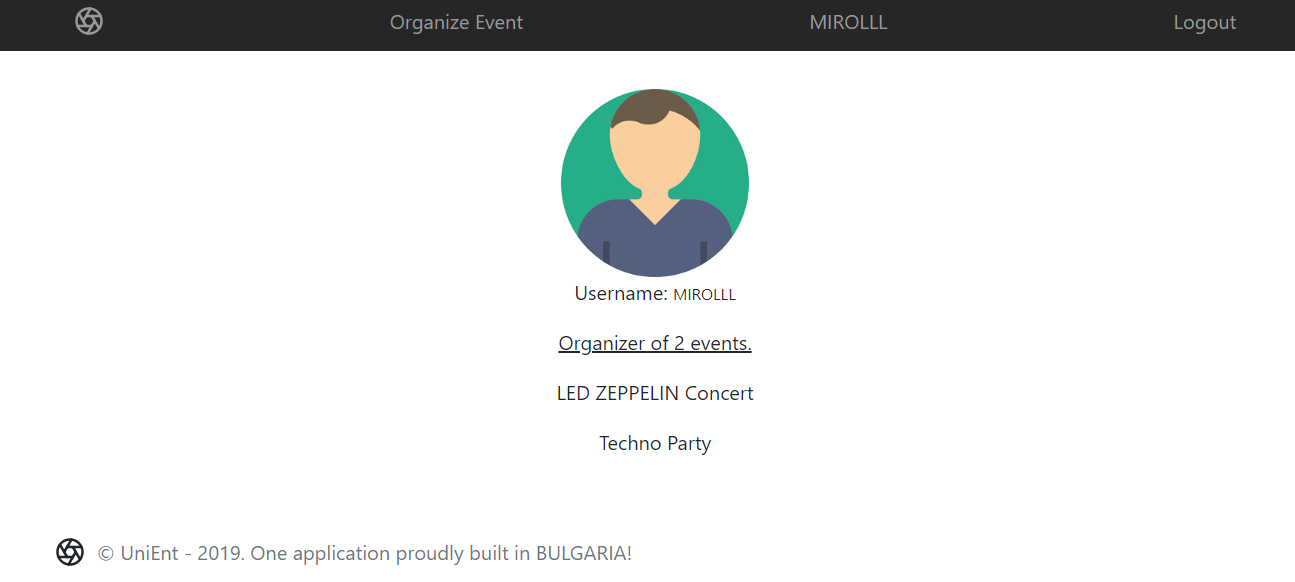 Organize Event MIROLLL Logout
Username: MIROLLL
Organizer of 2 events.
LED ZEPPELIN Concert
Techno Party
© UniEnt - 2019. One application proudly built in BULGARIA!